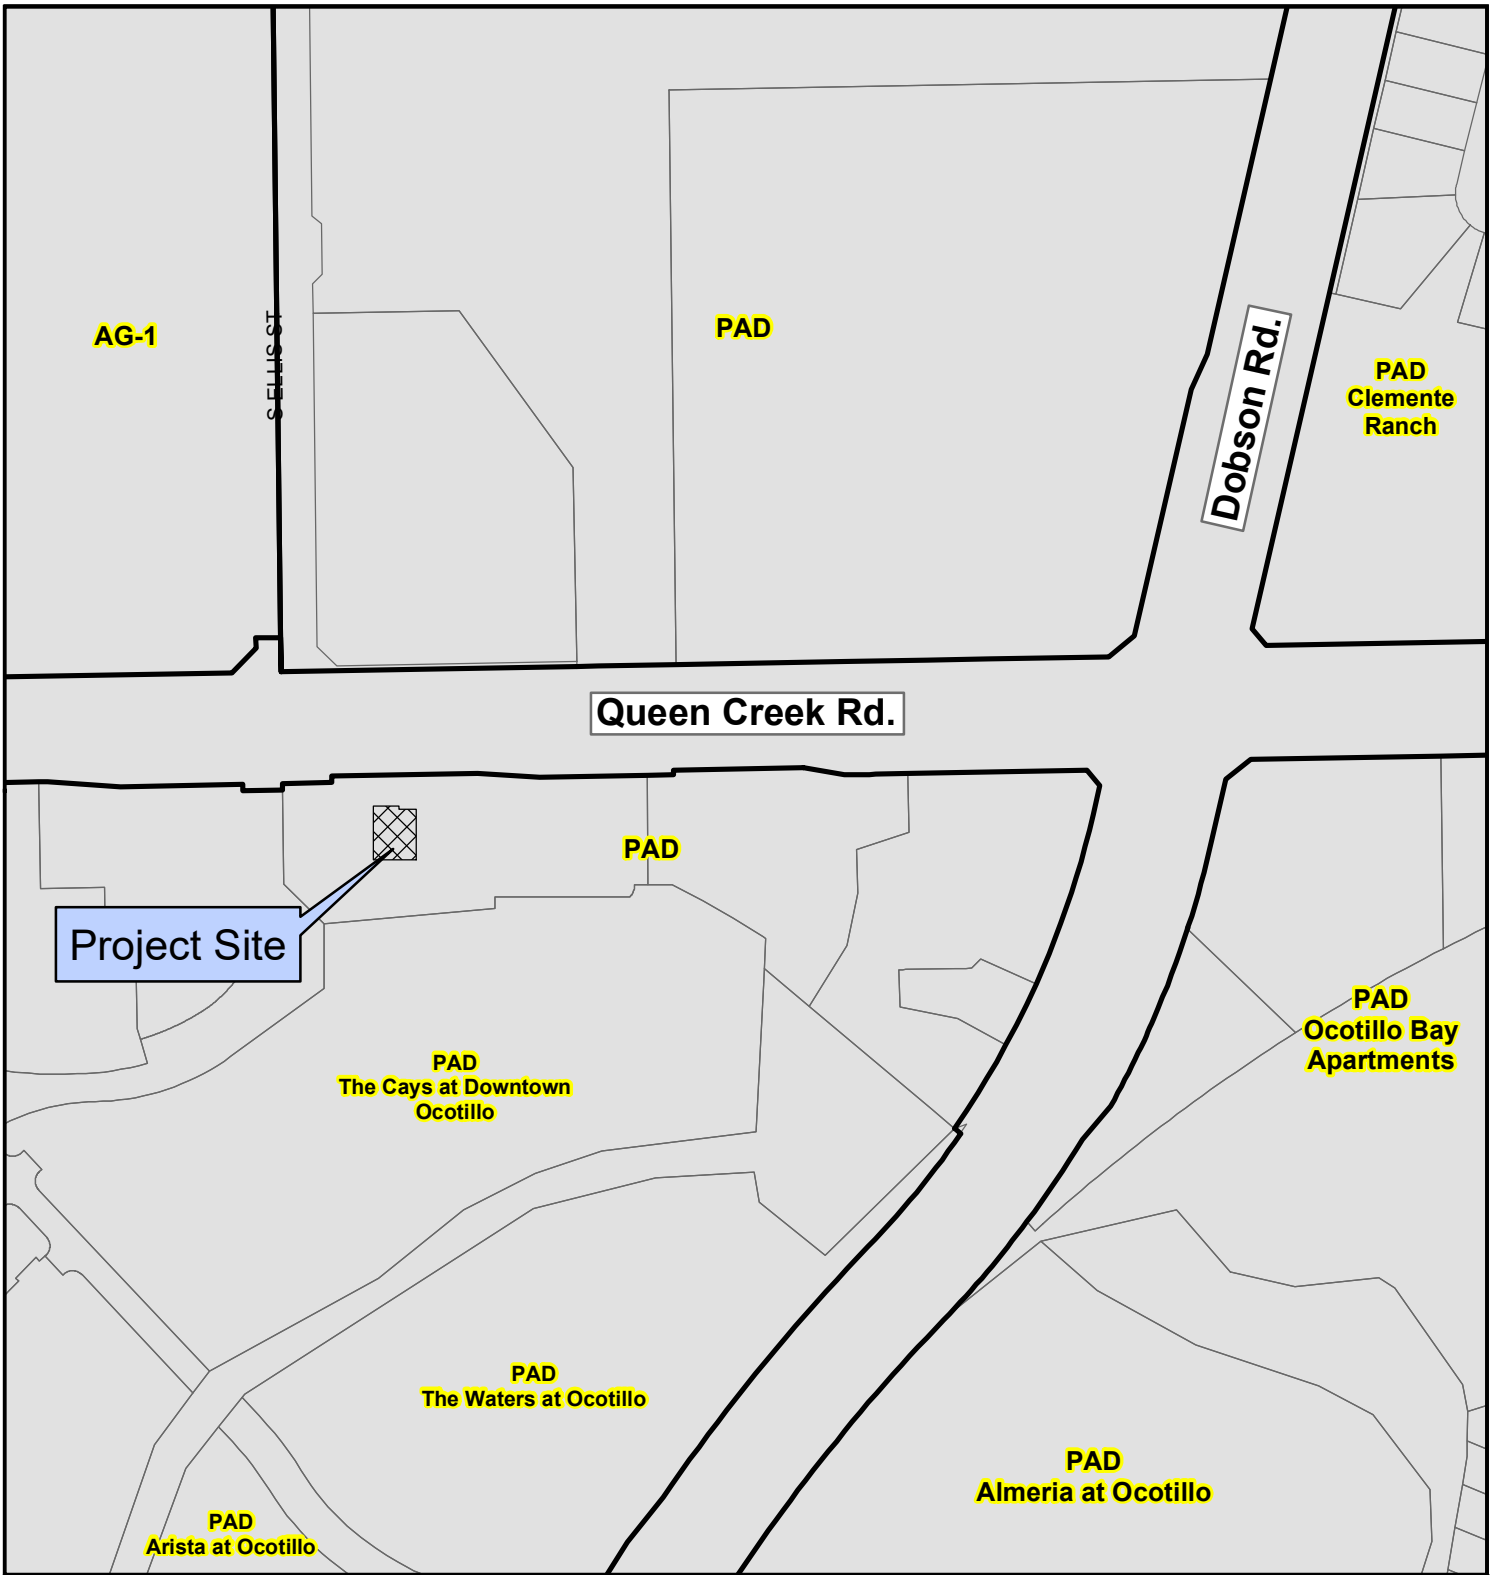 AG-1
S ELLIS ST
PAD
Dobson Rd.
PAD
Clemente
Ranch
Queen Creek Rd.
PAD
Project Site
PAD
Ocotillo Bay
Apartments
PAD
The Cays at Downtown
Ocotillo
PAD
The Waters at Ocotillo
PAD
Almeria at Ocotillo
PAD
Arista at Ocotillo